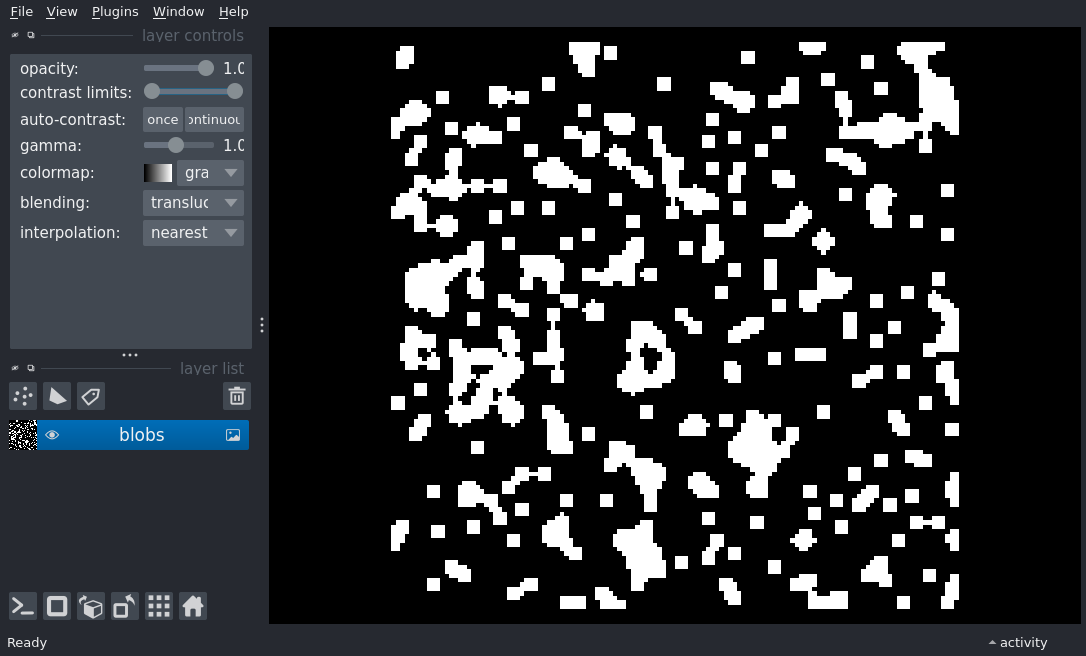 File View Plugins Window Help
layer controls
opacity: 1.0
contrast limits:
auto-contrast: once ontinuou
gamma: 1.0
colormap: gra
blending: transluc
interpolation: nearest
layer list
blobs
Ready
activity